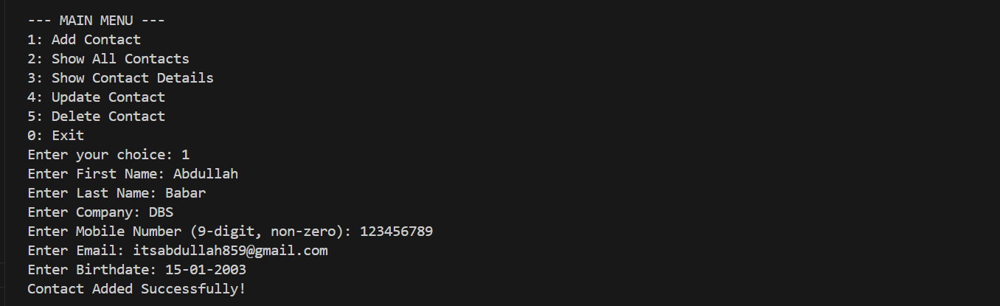 --- MAIN MENU ---
1: Add Contact
2: Show All Contacts
3: Show Contact Details
4: Update Contact
5: Delete Contact
0: Exit
Enter your choice: 1
Enter First Name: Abdullah
Enter Last Name: Babar
Enter Company: DBS
Enter Mobile Number (9-digit, non-zero): 123456789
Enter Email: itsabdullah859@gmail.com
Enter Birthdate: 15-01-2003
Contact Added Successfully!